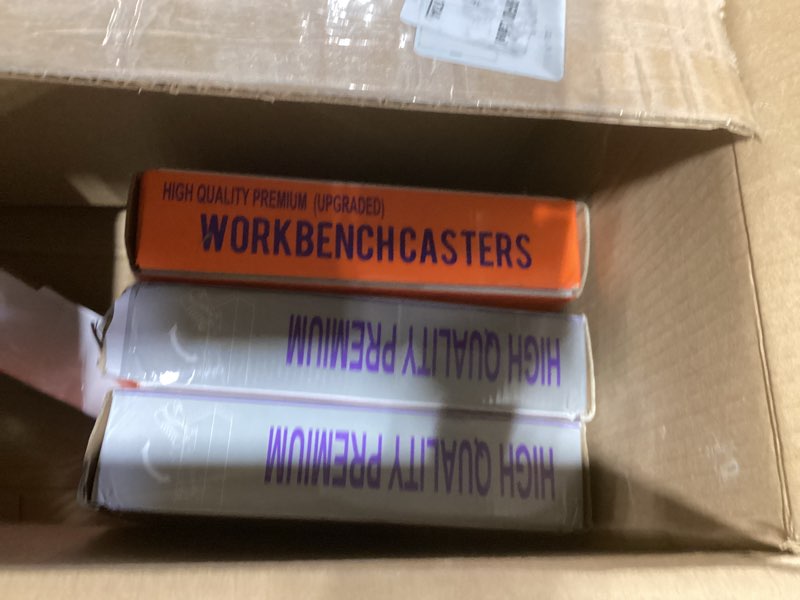 HIGH QUALITY PREMIUM (UPGRADED)
WORKBENCHCASTERS
HIGH QUALITY PREMIUM
HIGH QUALITY PREMIUM